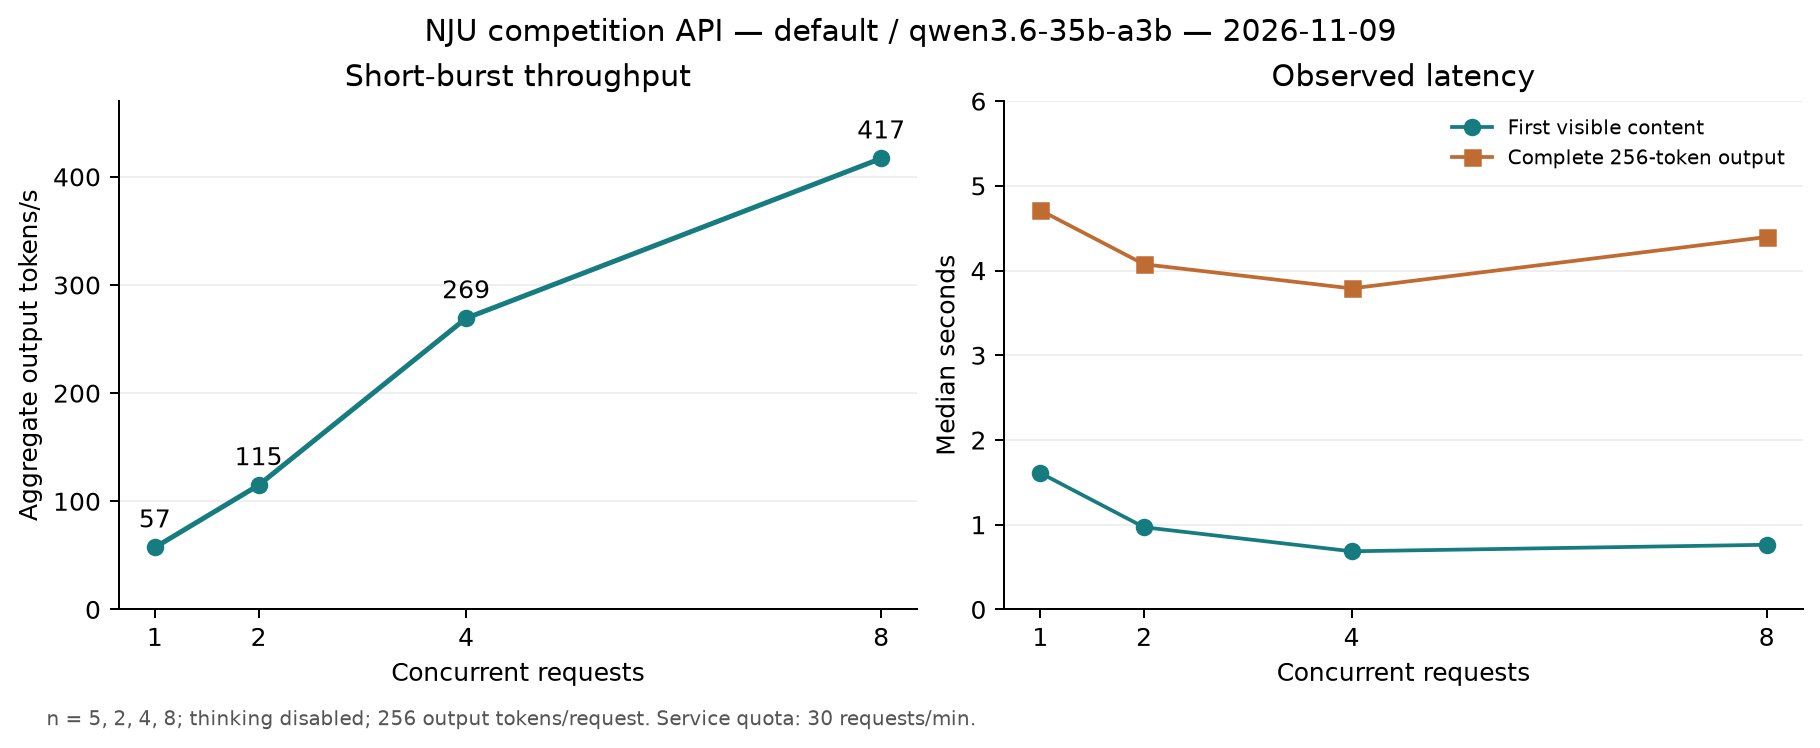 NJU competition API — default / qwen3.6-35b-a3b — 2026-11-09
Short-burst throughput
Aggregate output tokens/s
400
300
200
100
0
57
115
269
417
1
2
4
8
Concurrent requests
Observed latency
Median seconds
6
5
4
3
2
1
0
First visible content
Complete 256-token output
1
2
4
8
Concurrent requests
n = 5, 2, 4, 8; thinking disabled; 256 output tokens/request. Service quota: 30 requests/min.